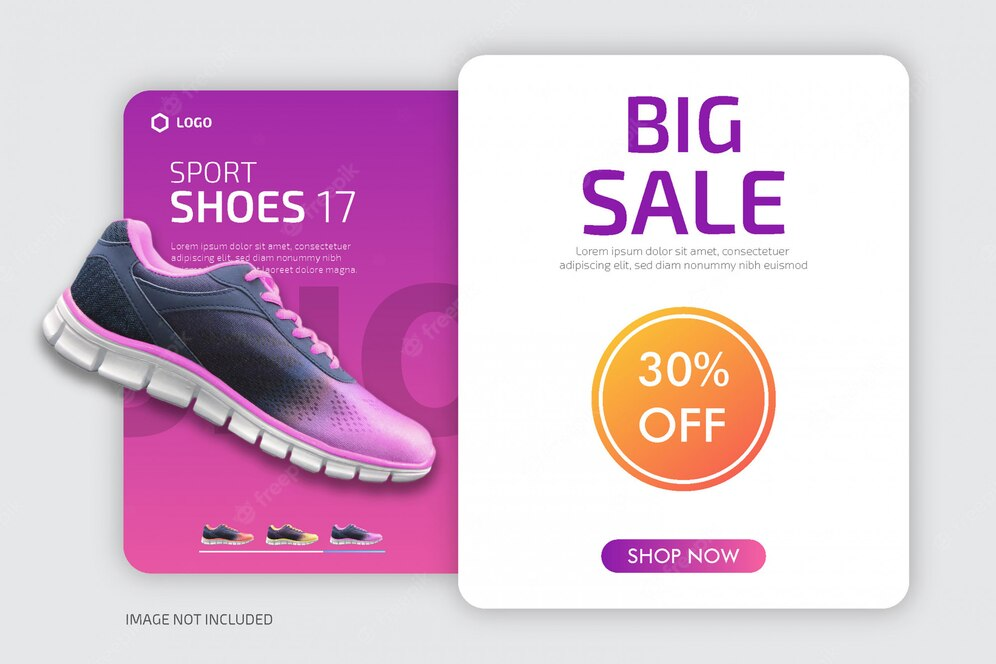 LOGO
SPORT
SHOES 17
Lorem ipsum dolor sit amet, consectetuer
adipiscing elit, sed diam nonummy nibh
laoreet dolore magna.
BIG
SALE
Lorem ipsum dolor sit amet, consectetuer
adipiscing elit, sed diam nonummy nibh euismod
30%
OFF
SHOP NOW
IMAGE NOT INCLUDED